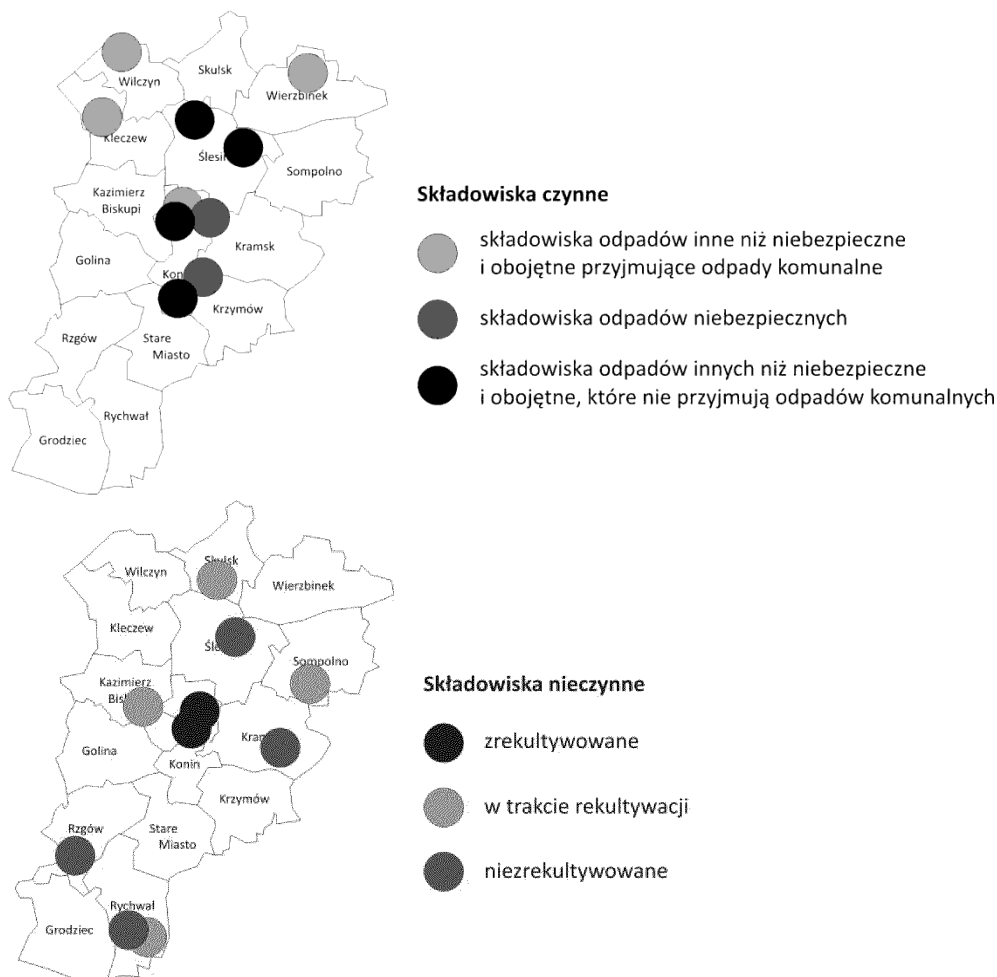 Wilczyn
Skulsk
Wierzbinek
Kleczew
Sompolno
Kazimierz
Biskupi
Kramsk
Golina
Krzymów
Rzgów
Stare
Miasto
Rychwał
Grodziec
Składowiska czynne
składowiska odpadów inne niż niebezpieczne
i obojętne przyjmujące odpady komunalne
składowiska odpadów niebezpiecznych
składowiska odpadów innych niż niebezpieczne
i obojętne, które nie przyjmują odpadów komunalnych
Wilczyn
Wierzbinek
Kleczew
Sompolno
Kazimierz
Golina
Konin
Krzymów
Rzgów
Stare
Miasto
Rychwał
Grodziec
Składowiska nieczynne
zrekultywowane
w trakcie rekultywacji
niezrekultywowane